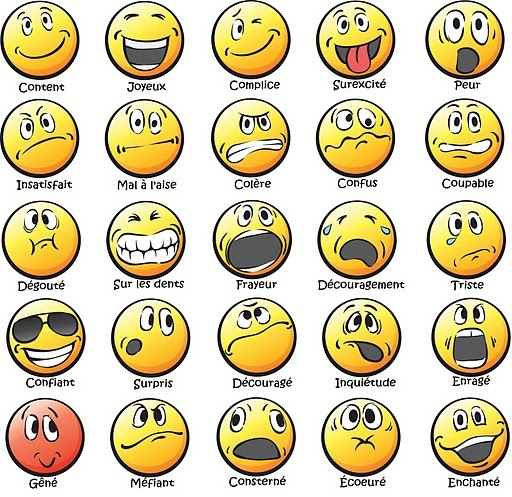 Content Joyeux Complice Surexcité Peur
Insatisfait Mal à l'aise Colère Confus Coupable
Dégouté Sur les dents Frayeur Découragement Triste
Confiant Surpris Découragé Inquiétude Enragé
Gêné Méfiant Consterné Écoeuré Enchanté